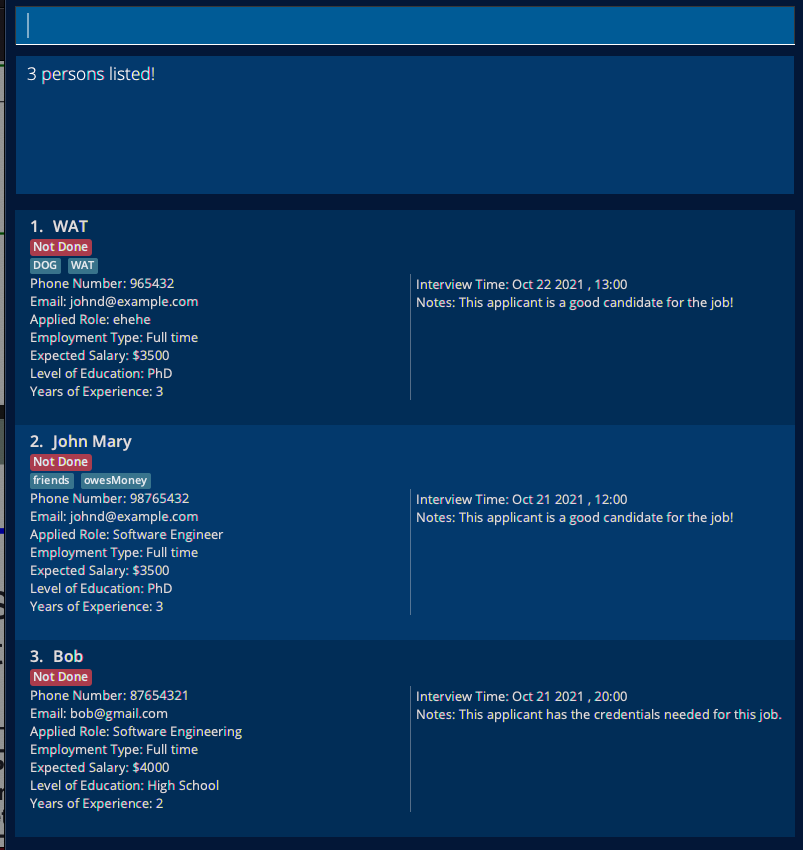 3 persons listed!
1. WAT
Not Done
DOG WAT
Phone Number: 965432
Email: johnd@example.com
Applied Role: ehehe
Employment Type: Full time
Expected Salary: $3500
Level of Education: PhD
Years of Experience: 3
Interview Time: Oct 22 2021 , 13:00
Notes: This applicant is a good candidate for the job!
2. John Mary
Not Done
friends owesMoney
Phone Number: 98765432
Email: johnd@example.com
Applied Role: Software Engineer
Employment Type: Full time
Expected Salary: $3500
Level of Education: PhD
Years of Experience: 3
Interview Time: Oct 21 2021 , 12:00
Notes: This applicant is a good candidate for the job!
3. Bob
Not Done
Phone Number: 87654321
Email: bob@gmail.com
Applied Role: Software Engineering
Employment Type: Full time
Expected Salary: $4000
Level of Education: High School
Years of Experience: 2
Interview Time: Oct 21 2021 , 20:00
Notes: This applicant has the credentials needed for this job.